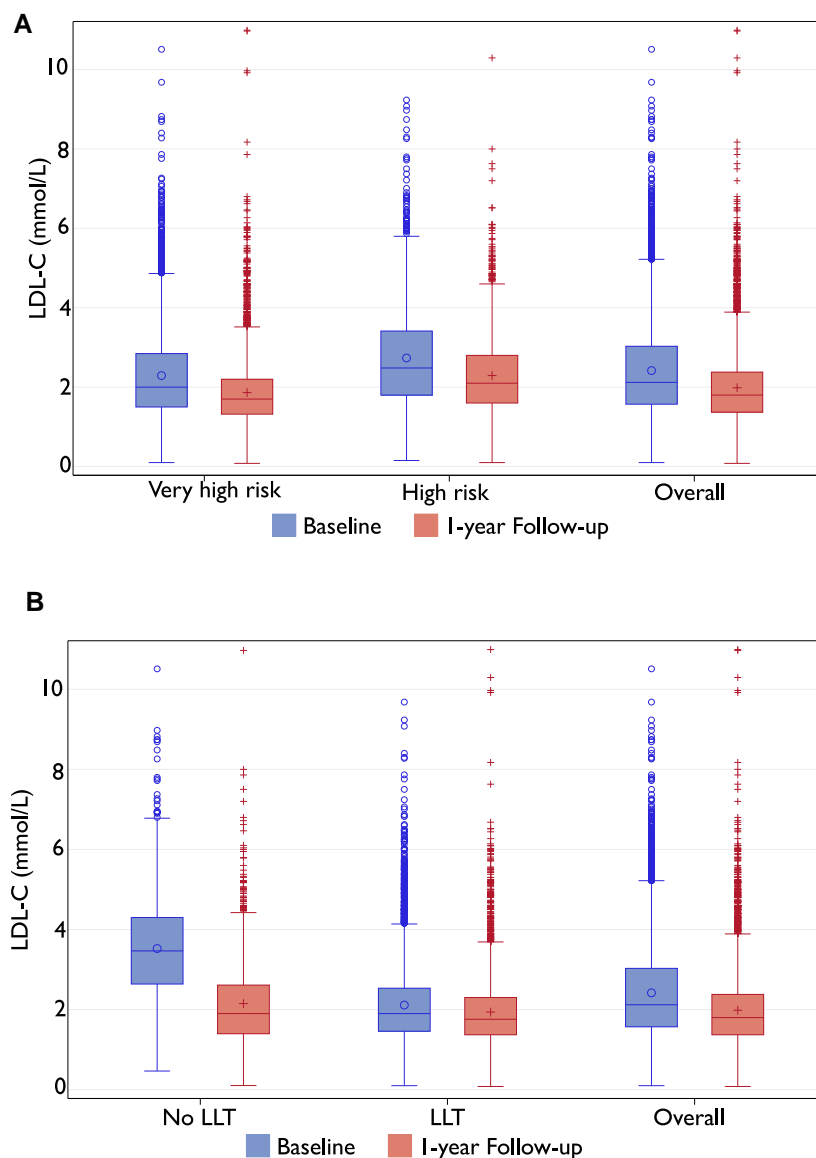 A
LDL-C (mmol/L)
10
8
6
4
2
0
Very high risk High risk Overall
Baseline 1-year Follow-up
B
LDL-C (mmol/L)
10
8
6
4
2
0
No LLT LLT Overall
Baseline 1-year Follow-up